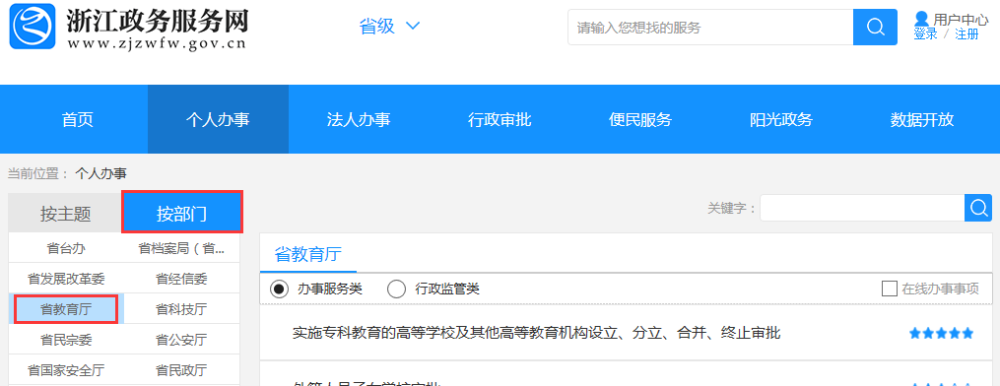 浙江政务服务网
www.zjzwfw.gov.cn
省级
请输入您想找的服务
用户中心
登录 / 注册
首页 个人办事 法人办事 行政审批 便民服务 阳光政务 数据开放
当前位置： 个人办事
按主题 按部门
关键字：
省台办 省档案局（省...
省发展改革委 省经信委
省教育厅 省科技厅
省民宗委 省公安厅
省国家安全厅 省民政厅
省教育厅
办事服务类 行政监管类 在线办事事项
实施专科教育的高等学校及其他高等教育机构设立、分立、合并、终止审批